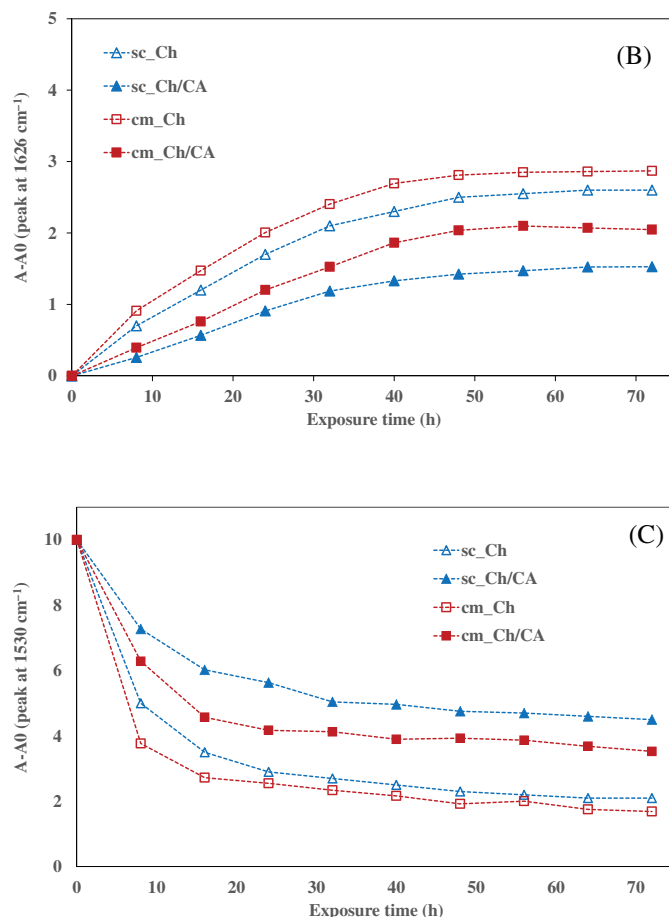 5
(B)
sc_Ch
4
sc_Ch/CA
cm_Ch
3
cm_Ch/CA
2
1
0
A-A0 (peak at 1626 cm⁻¹)
0 10 20 30 40 50 60 70
Exposure time (h)
(C)
10
sc_Ch
sc_Ch/CA
8
cm_Ch
cm_Ch/CA
6
4
2
0
A-A0 (peak at 1530 cm⁻¹)
0 10 20 30 40 50 60 70
Exposure time (h)